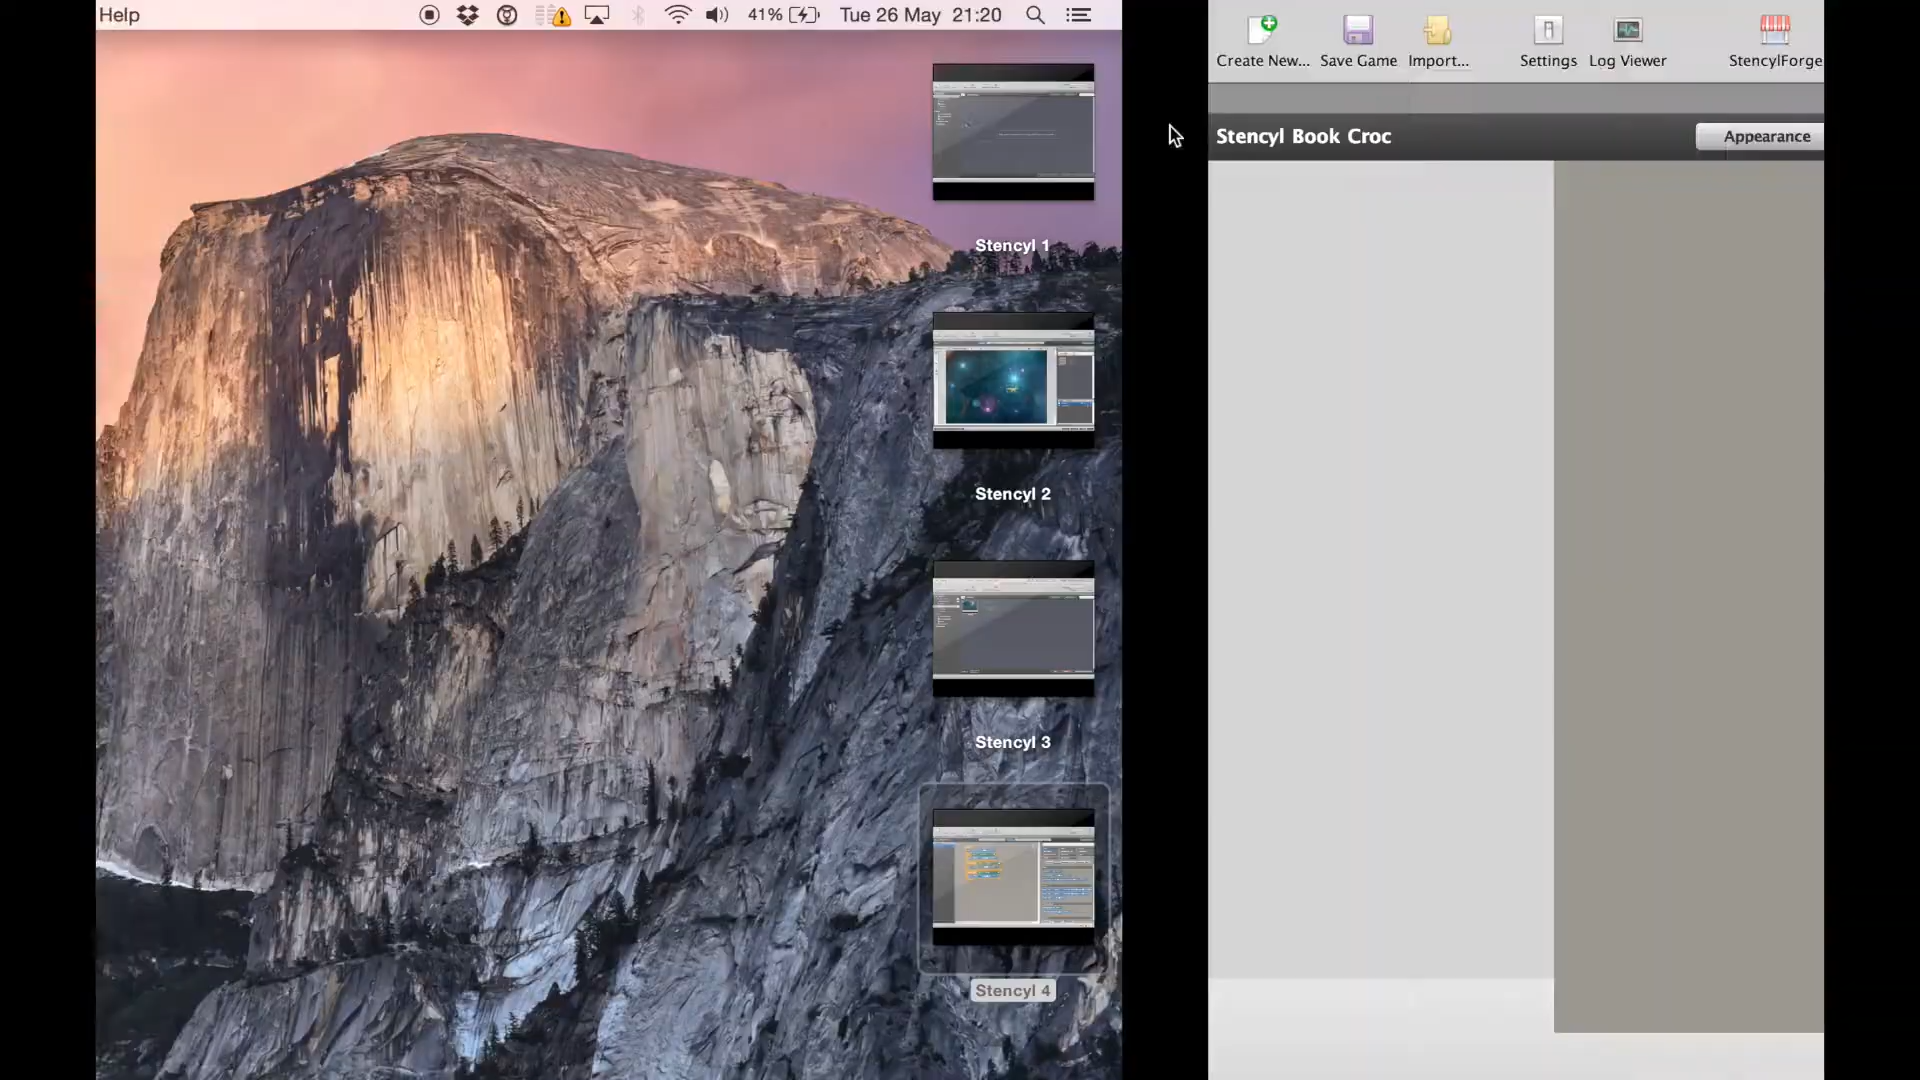 Help
41%
Tue 26 May 21:20
Stencyl 1
Stencyl 2
Stencyl 3
Stencyl 4
Create New...
Save Game
Import...
Settings
Log Viewer
StencylForge
Stencyl Book Croc
Appearance